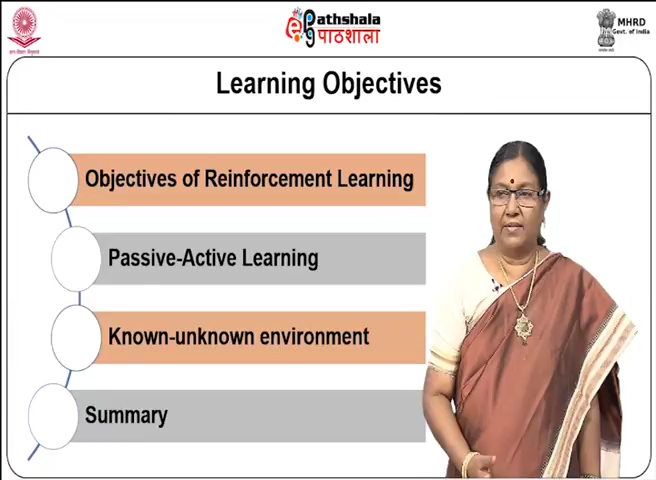 Pathshala
पाठशाला
MHRD
Govt. of India
Learning Objectives
Objectives of Reinforcement Learning
Passive-Active Learning
Known-unknown environment
Summary